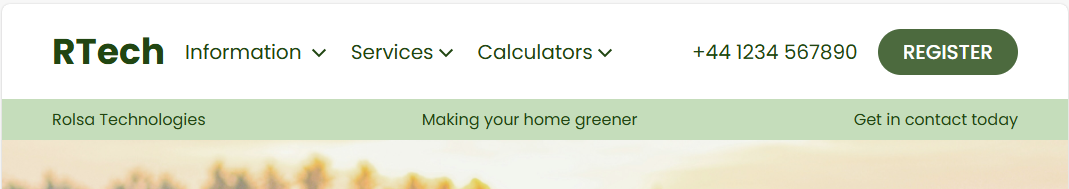 RTech Information Services Calculators +44 1234 567890 REGISTER
Rolsa Technologies Making your home greener Get in contact today